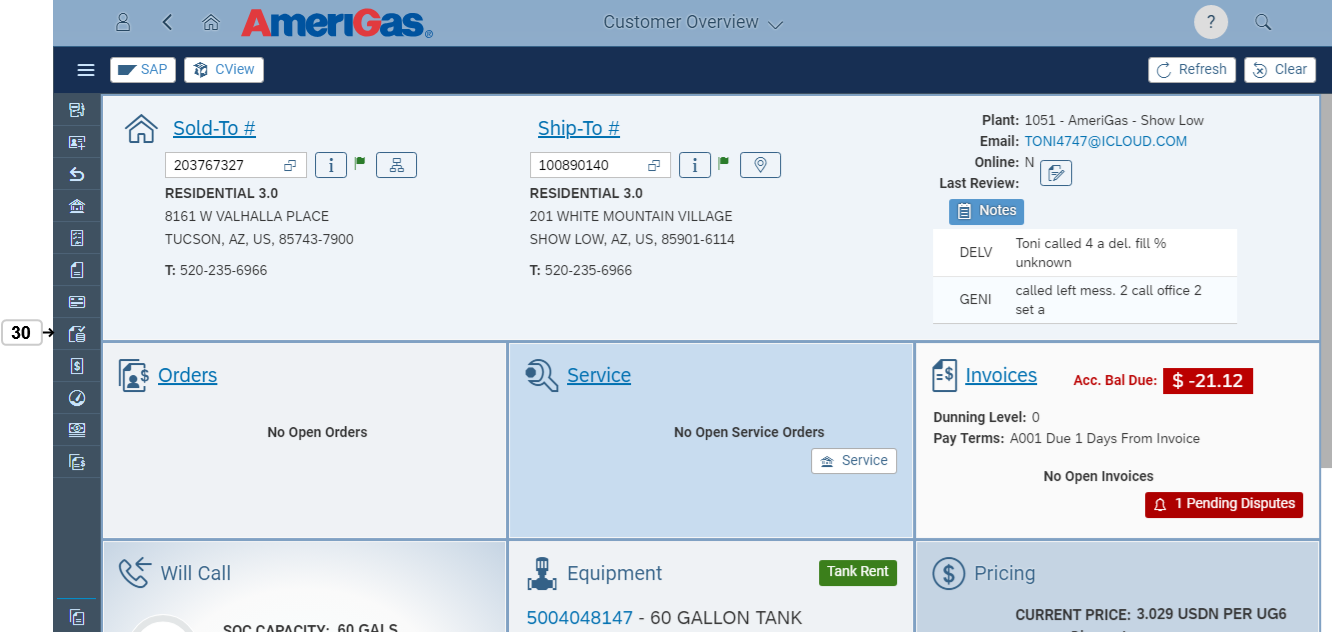 AmeriGas
Customer Overview
?
SAP
CView
Refresh
Clear
30
Sold-To #
203767327
RESIDENTIAL 3.0
8161 W VALHALLA PLACE
TUCSON, AZ, US, 85743-7900
T: 520-235-6966
Ship-To #
100890140
RESIDENTIAL 3.0
201 WHITE MOUNTAIN VILLAGE
SHOW LOW, AZ, US, 85901-6114
T: 520-235-6966
Plant: 1051 - AmeriGas - Show Low
Email: TONI4747@ICLOUD.COM
Online: N
Last Review:
Notes
DELV Toni called 4 a del. fill %
unknown
GENI called left mess. 2 call office 2
set a
Orders
No Open Orders
Service
No Open Service Orders
Service
Invoices
Acc. Bal Due: $ -21.12
Dunning Level: 0
Pay Terms: A001 Due 1 Days From Invoice
No Open Invoices
1 Pending Disputes
Will Call
SOC CAPACITY: 60 GALS
Equipment
Tank Rent
5004048147 - 60 GALLON TANK
Pricing
CURRENT PRICE: 3.029 USDN PER UG6